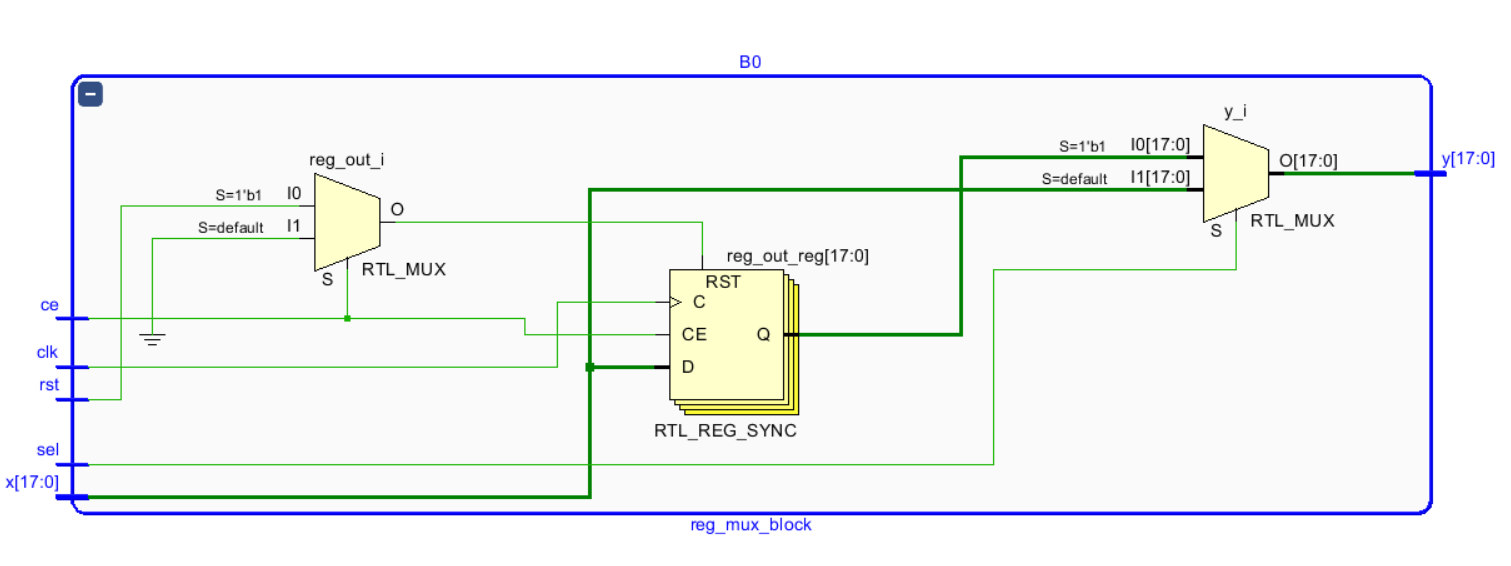 B0
−
y_i
S=1'b1
I0[17:0]
reg_out_i
O[17:0]
y[17:0]
S=default
I1[17:0]
S=1'b1
I0
O
S=default
I1
S
RTL_MUX
reg_out_reg[17:0]
S
RTL_MUX
RST
ce
C
CE
Q
clk
D
rst
RTL_REG_SYNC
sel
x[17:0]
reg_mux_block